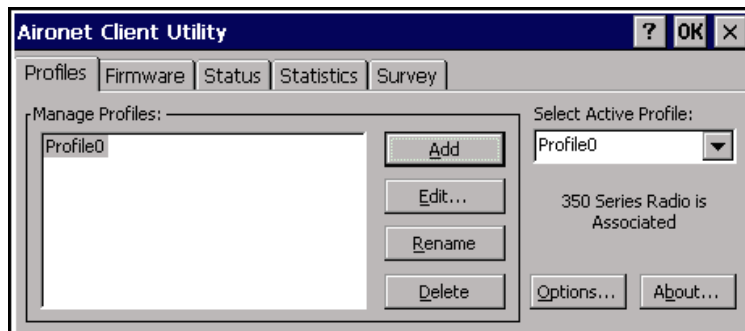 Aironet Client Utility ? OK ×
Profiles Firmware Status Statistics Survey
Manage Profiles:
Profile0
Add
Edit...
Rename
Delete
Select Active Profile:
Profile0
350 Series Radio is
Associated
Options... About...